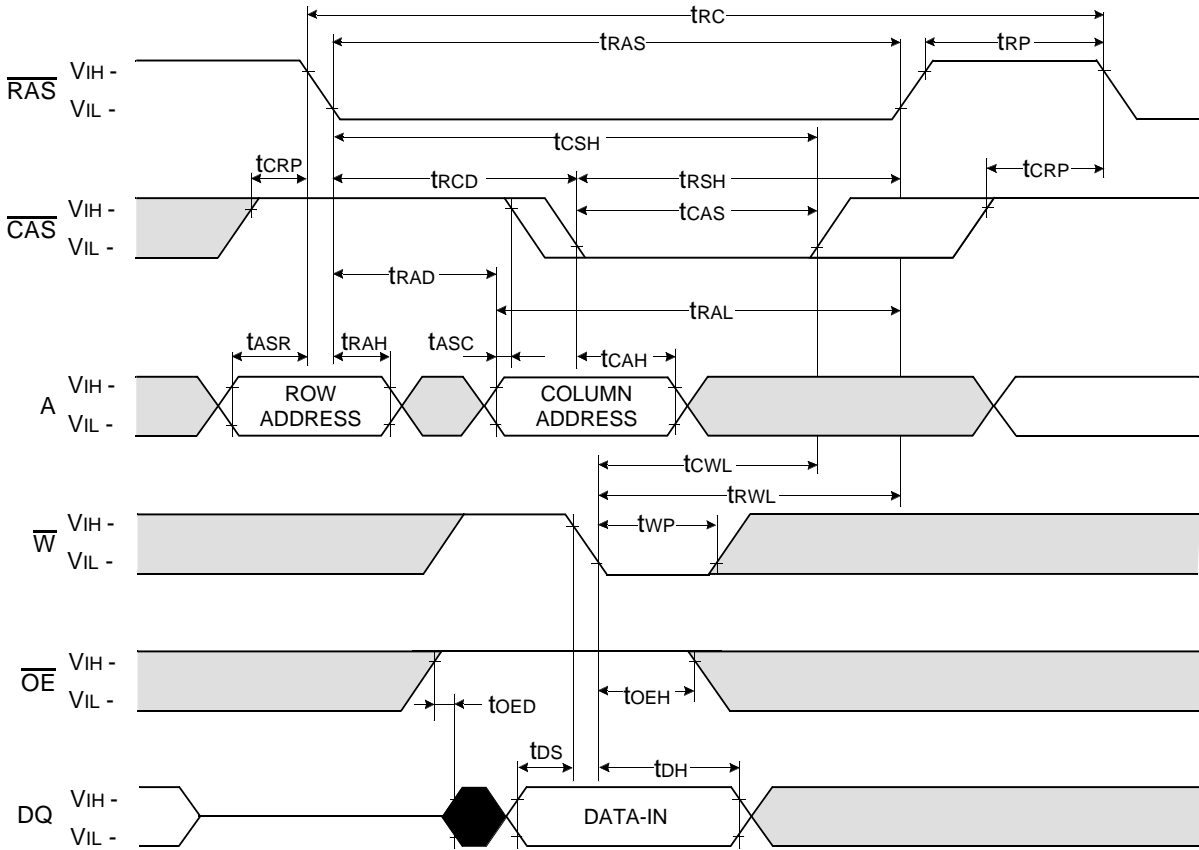 tRC
tRAS
tRP
RAS
VIH -
VIL -
tCSH
tCRP
tRCD
tRSH
tCRP
CAS
VIH -
VIL -
tCAS
tRAD
tRAL
tASR
tRAH
tASC
tCAH
A
VIH -
VIL -
ROW
ADDRESS
COLUMN
ADDRESS
tCWL
tRWL
W
VIH -
VIL -
tWP
OE
VIH -
VIL -
tOED
tOEH
tDS
tDH
DQ
VIH -
VIL -
DATA-IN